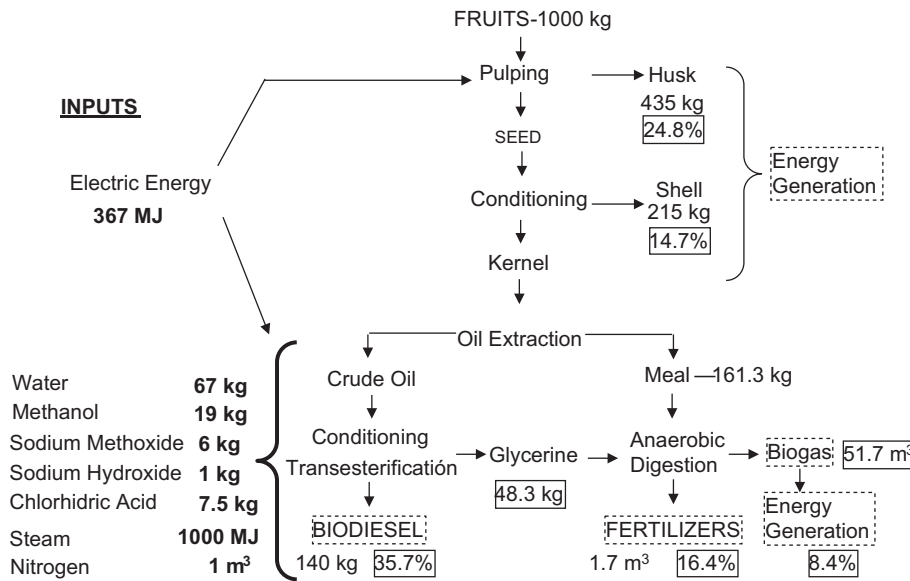 FRUITS-1000 kg
Pulping
Husk
435 kg
24.8%
INPUTS
SEED
Energy
Generation
Electric Energy
367 MJ
Conditioning
Shell
215 kg
14.7%
Kernel
Oil Extraction
Crude Oil
Meal —161.3 kg
Water 67 kg
Methanol 19 kg
Sodium Methoxide 6 kg
Sodium Hydroxide 1 kg
Chlorhidric Acid 7.5 kg
Steam 1000 MJ
Nitrogen 1 m³
Conditioning
Transesterificatión
Glycerine
48.3 kg
Anaerobic
Digestion
Biogas 51.7 m³
Energy
Generation
8.4%
BIODIESEL
140 kg 35.7%
FERTILIZERS
1.7 m³ 16.4%